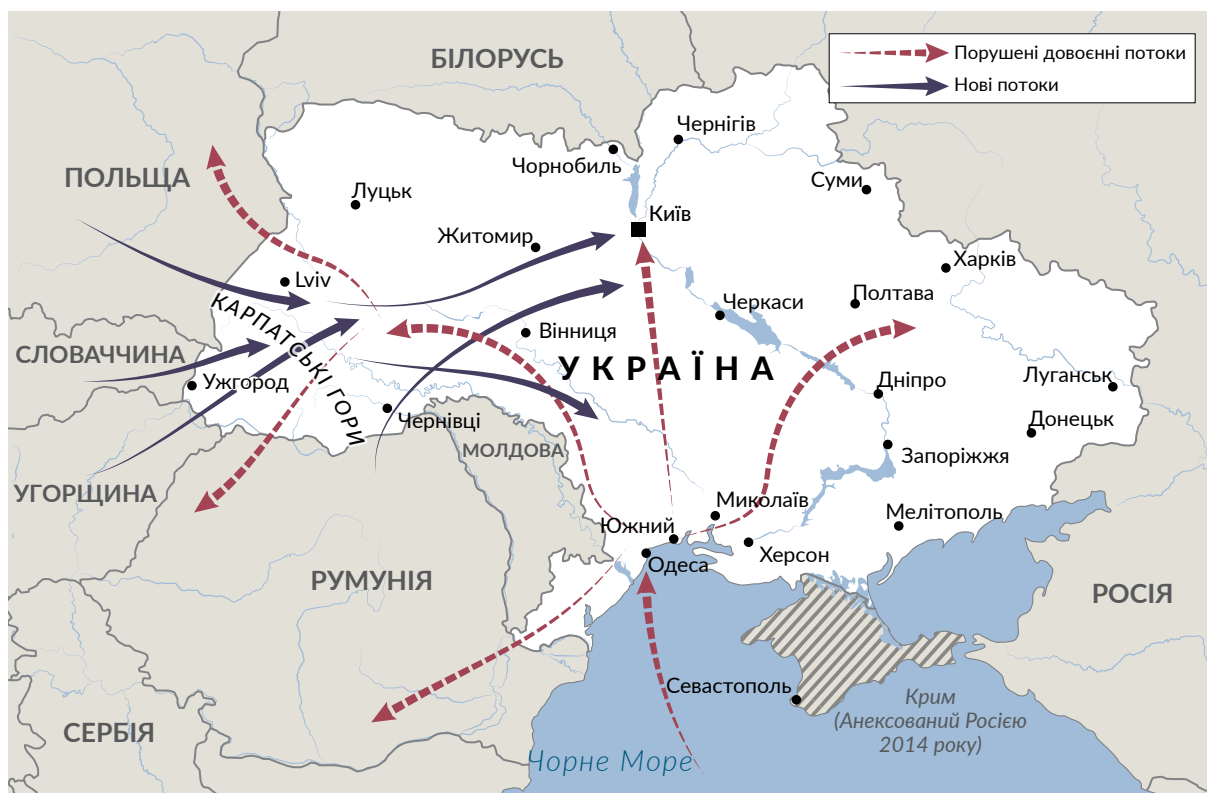 БІЛОРУСЬ
Порушені довоєнні потоки
Нові потоки
Чернігів
Чорнобиль
ПОЛЬЩА
Суми
Луцьк
Київ
Житомир
Харків
Lviv
Полтава
Черкаси
КАРПАТСЬКІ ГОРИ
Вінниця
СЛОВАЧЧИНА
УКРАЇНА
Ужгород
Дніпро
Луганськ
Чернівці
Донецьк
МОЛДОВА
Запоріжжя
УГОРЩИНА
Миколаїв
Мелітополь
Южний
Херсон
Одеса
РУМУНІЯ
РОСІЯ
Севастополь
Крим
(Анексований Росією
2014 року)
СЕРБІЯ
Чорне Море